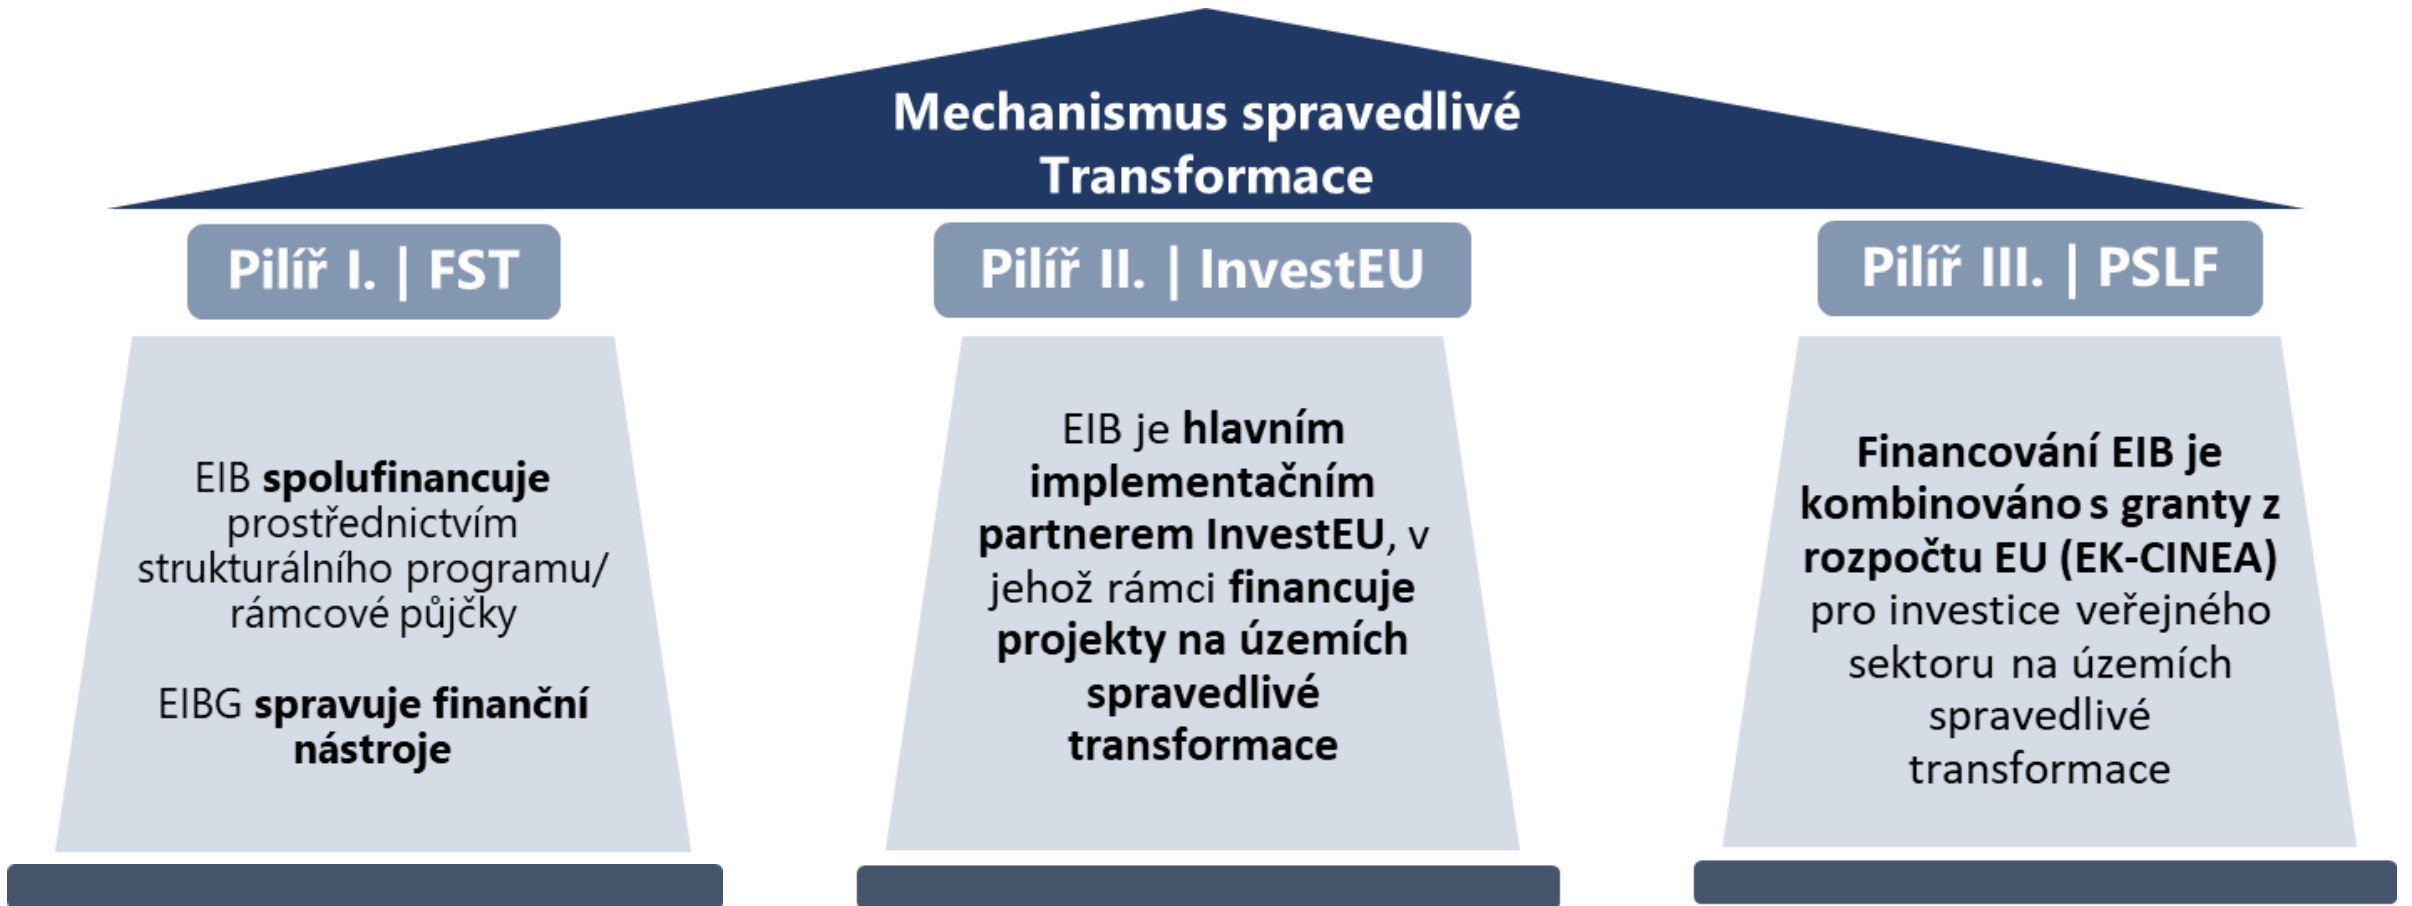 Mechanismus spravedlivé
Transformace
Pilíř I. | FST
EIB spolufinancuje
prostřednictvím
strukturálního programu/
rámcové půjčky
EIBG spravuje finanční
nástroje
Pilíř II. | InvestEU
EIB je hlavním
implementačním
partnerem InvestEU, v
jehož rámci financuje
projekty na územích
spravedlivé
transformace
Pilíř III. | PSLF
Financování EIB je
kombinováno s granty z
rozpočtu EU (EK-CINEA)
pro investice veřejného
sektoru na územích
spravedlivé
transformace